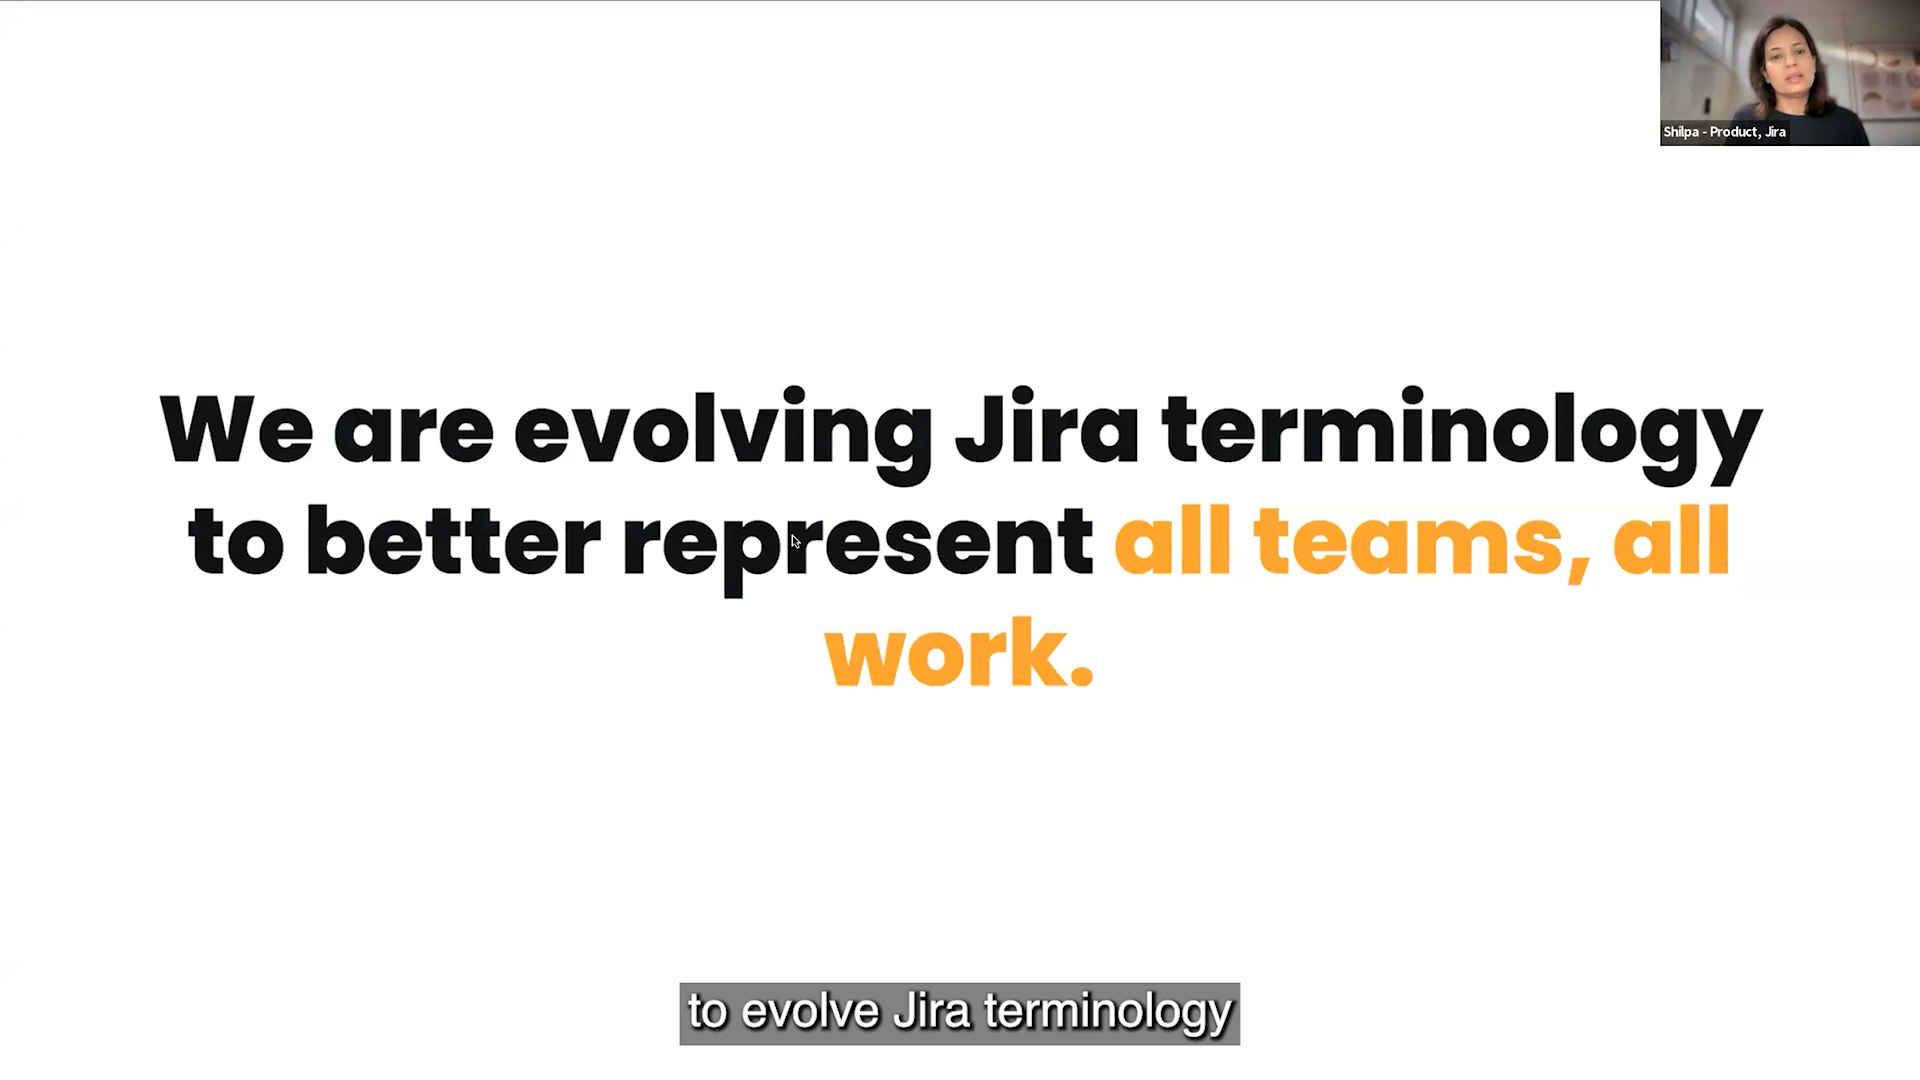 Shilpa - Product, Jira
We are evolving Jira terminology
to better represent all teams, all
work.
to evolve Jira terminology